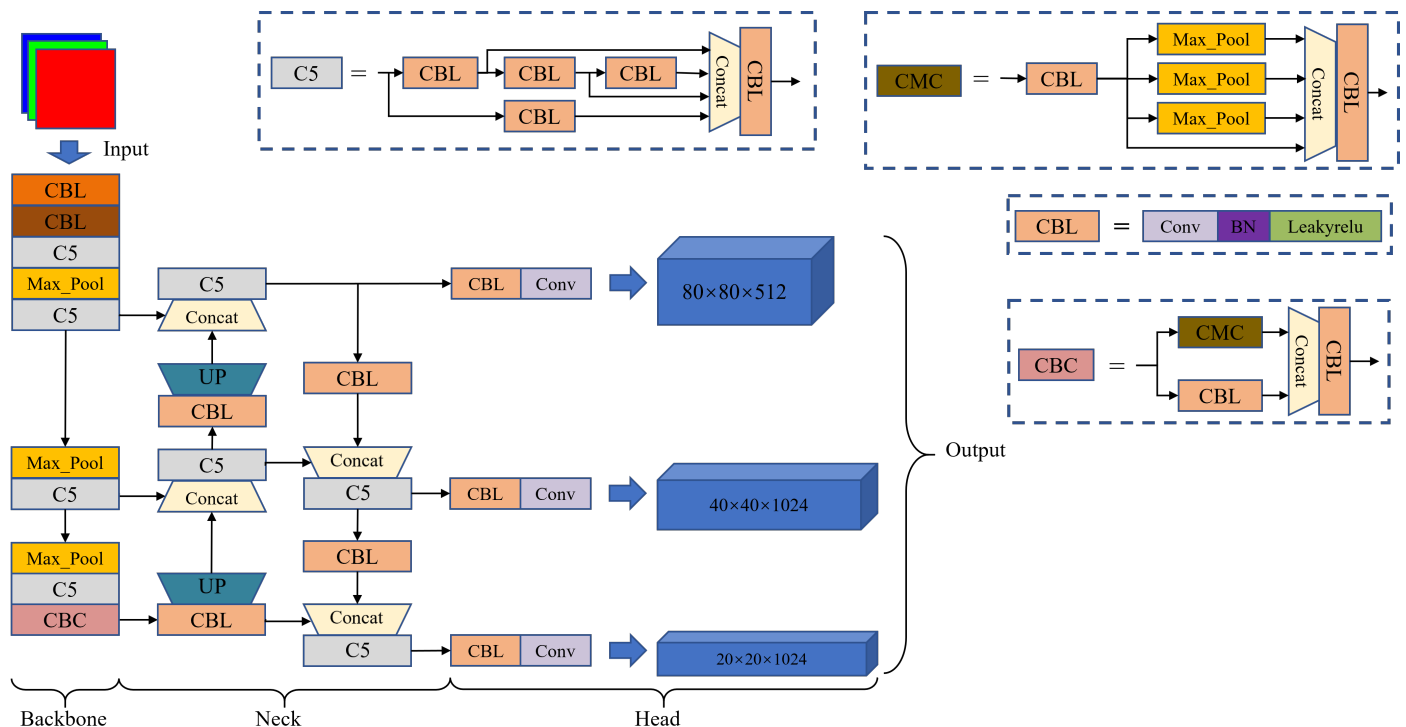 Input
C5 = CBL CBL CBL Concat CBL
CBL
CMC = CBL Max_Pool Concat CBL
Max_Pool
Max_Pool
CBL = Conv BN Leakyrelu
CBC = CMC Concat CBL
CBL
CBL
CBL
C5
Max_Pool
C5
Max_Pool
C5
Max_Pool
C5
CBC
C5
Concat
UP
CBL
C5
Concat
UP
CBL
CBL
Concat
C5
CBL
Concat
C5
CBL Conv
80×80×512
CBL Conv
40×40×1024
CBL Conv
20×20×1024
Output
Backbone
Neck
Head